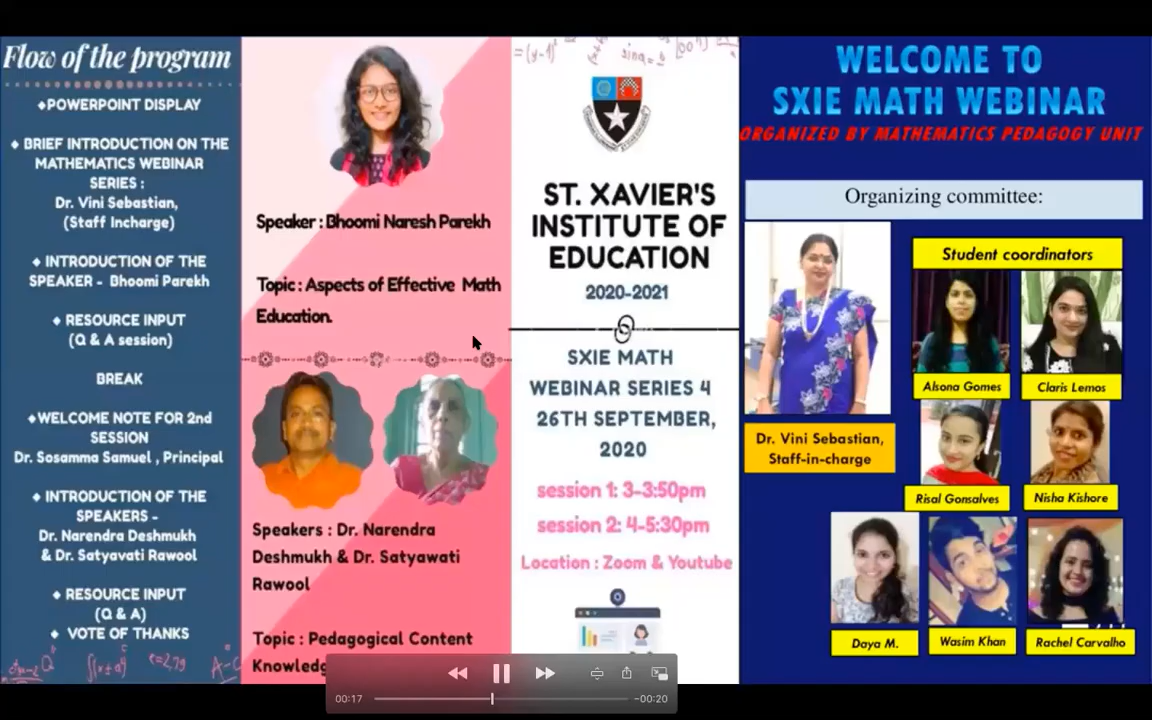 Flow of the program
♦POWERPOINT DISPLAY
♦ BRIEF INTRODUCTION ON THE
MATHEMATICS WEBINAR
SERIES :
Dr. Vini Sebastian,
(Staff Incharge)
♦ INTRODUCTION OF THE
SPEAKER - Bhoomi Parekh
♦ RESOURCE INPUT
(Q & A session)
BREAK
♦WELCOME NOTE FOR 2nd
SESSION
Dr. Sosamma Samuel , Principal
♦ INTRODUCTION OF THE
SPEAKERS -
Dr. Narendra Deshmukh
& Dr. Satyavati Rawool
♦ RESOURCE INPUT
(Q & A)
♦ VOTE OF THANKS
Speaker : Bhoomi Naresh Parekh
Topic : Aspects of Effective Math
Education.
Speakers : Dr. Narendra
Deshmukh & Dr. Satyawati
Rawool
Topic : Pedagogical Content
ST. XAVIER'S
INSTITUTE OF
EDUCATION
2020-2021
SXIE MATH
WEBINAR SERIES 4
26TH SEPTEMBER,
2020
session 1: 3-3:50pm
session 2: 4-5:30pm
Location : Zoom & Youtube
WELCOME TO
SXIE MATH WEBINAR
ORGANIZED BY MATHEMATICS PEDAGOGY UNIT
Organizing committee:
Student coordinators
Alsona Gomes
Claris Lemos
Dr. Vini Sebastian,
Staff-in-charge
Risal Gonsalves
Nisha Kishore
Daya M.
Wasim Khan
Rachel Carvalho
00:17
-00:20